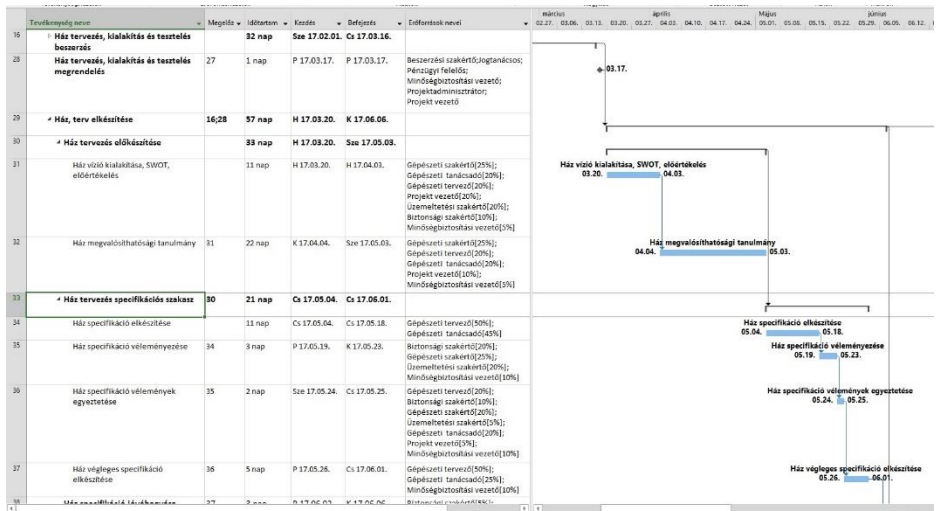 Tevékenység neve Megelőz Időtartam Kezdés Befejezés Erőforrások nevei
március április Május június
02.27. 03.06. 03.13. 03.20. 03.27. 04.03. 04.10. 04.17. 04.24. 05.01. 05.08. 05.15. 05.22. 05.29. 06.05. 06.12.
16 Ház tervezés, kialakítás és tesztelés 32 nap Sze 17.02.01. Cs 17.03.16.
beszerzés
28 Ház tervezés, kialakítás és tesztelés 27 1 nap P 17.03.17. P 17.03.17. Beszerzési szakértő;Jogtanácsos;
megrendelés Pénzügyi felelős;
Minőségbiztosítási vezető;
Projektadminisztrátor;
Projekt vezető
03.17.
29 Ház, terv elkészítése 16;28 57 nap H 17.03.20. K 17.06.06.
30 Ház tervezés előkészítése 33 nap H 17.03.20. Sze 17.05.03.
31 Ház vízió kialakítása, SWOT, 11 nap H 17.03.20. H 17.04.03. Gépészeti szakértő[25%];
előértékelés Gépészeti tanácsadó[20%];
Gépészeti tervező[20%];
Projekt vezető[20%];
Üzemeltetési szakértő[20%];
Biztonsági szakértő[10%];
Minőségbiztosítási vezető[5%]
Ház vízió kialakítása, SWOT, előértékelés
03.20. 04.03.
32 Ház megvalósíthatósági tanulmány 31 22 nap K 17.04.04. Sze 17.05.03. Gépészeti szakértő[25%];
Gépészeti tervező[20%];
Gépészeti tanácsadó[20%];
Projekt vezető[10%];
Minőségbiztosítási vezető[5%]
Ház megvalósíthatósági tanulmány
04.04. 05.03.
33 Ház tervezés specifikációs szakasz 30 21 nap Cs 17.05.04. Cs 17.06.01.
34 Ház specifikáció elkészítése 11 nap Cs 17.05.04. Cs 17.05.18. Gépészeti tervező[50%];
Gépészeti tanácsadó[45%]
Ház specifikáció elkészítése
05.04. 05.18.
35 Ház specifikáció véleményezése 34 3 nap P 17.05.19. K 17.05.23. Biztonsági szakértő[20%];
Gépészeti szakértő[25%];
Üzemeltetési szakértő[20%];
Minőségbiztosítási vezető[10%]
Ház specifikáció véleményezése
05.19. 05.23.
36 Ház specifikáció vélemények 35 2 nap Sze 17.05.24. Cs 17.05.25. Gépészeti tervező[20%];
egyeztetése Biztonsági szakértő[10%];
Gépészeti szakértő[20%];
Üzemeltetési szakértő[5%];
Gépészeti tanácsadó[20%];
Projekt vezető[5%];
Minőségbiztosítási vezető[10%]
Ház specifikáció vélemények egyeztetése
05.24. 05.25.
37 Ház végleges specifikáció 36 5 nap P 17.05.26. Cs 17.06.01. Gépészeti tervező[50%];
elkészítése Gépészeti tanácsadó[25%];
Minőségbiztosítási vezető[10%]
Ház végleges specifikáció elkészítése
05.26. 06.01.